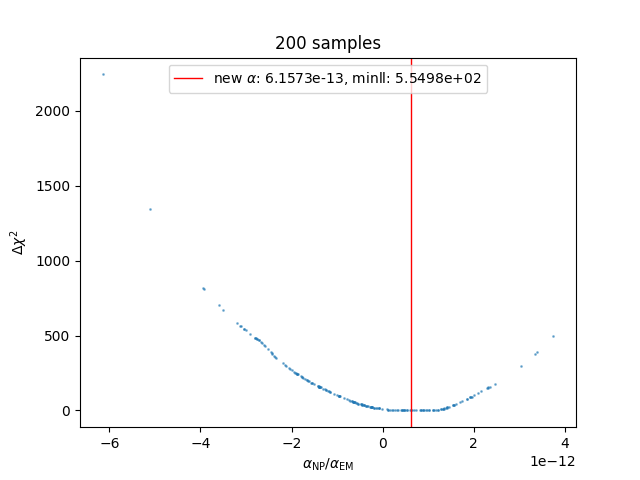 200 samples
new α: 6.1573e-13, minll: 5.5498e+02
2000
1500
1000
500
0
Δχ²
−6 −4 −2 0 2 4
1e−12
α_NP/α_EM